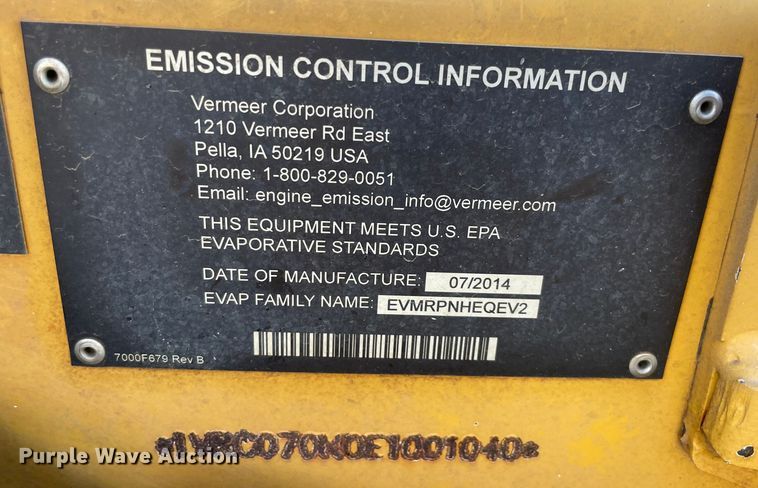 EMISSION CONTROL INFORMATION
Vermeer Corporation
1210 Vermeer Rd East
Pella, IA 50219 USA
Phone: 1-800-829-0051
Email: engine_emission_info@vermeer.com
THIS EQUIPMENT MEETS U.S. EPA
EVAPORATIVE STANDARDS
DATE OF MANUFACTURE: 07/2014
EVAP FAMILY NAME: EVMRPNHEQEV2
7000F679 Rev B
*1VRC070N0E1001040*
Purple Wave Auction